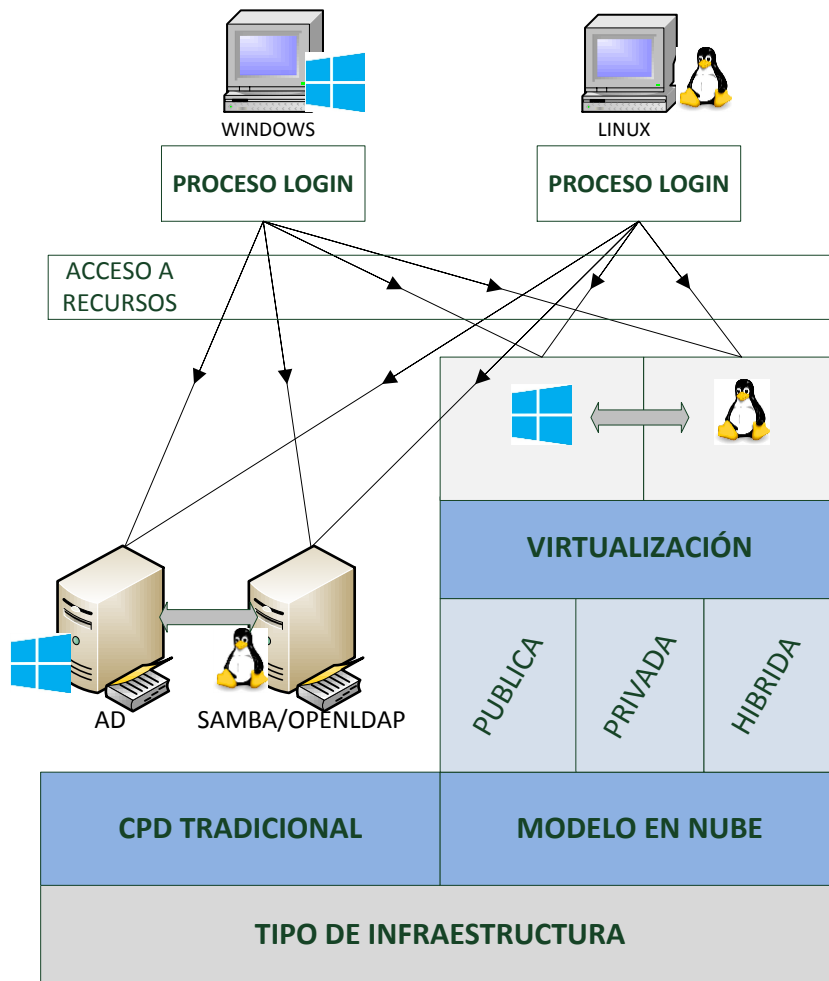 WINDOWS
LINUX
PROCESO LOGIN
PROCESO LOGIN
ACCESO A
RECURSOS
VIRTUALIZACIÓN
PUBLICA
PRIVADA
HIBRIDA
AD
SAMBA/OPENLDAP
CPD TRADICIONAL
MODELO EN NUBE
TIPO DE INFRAESTRUCTURA